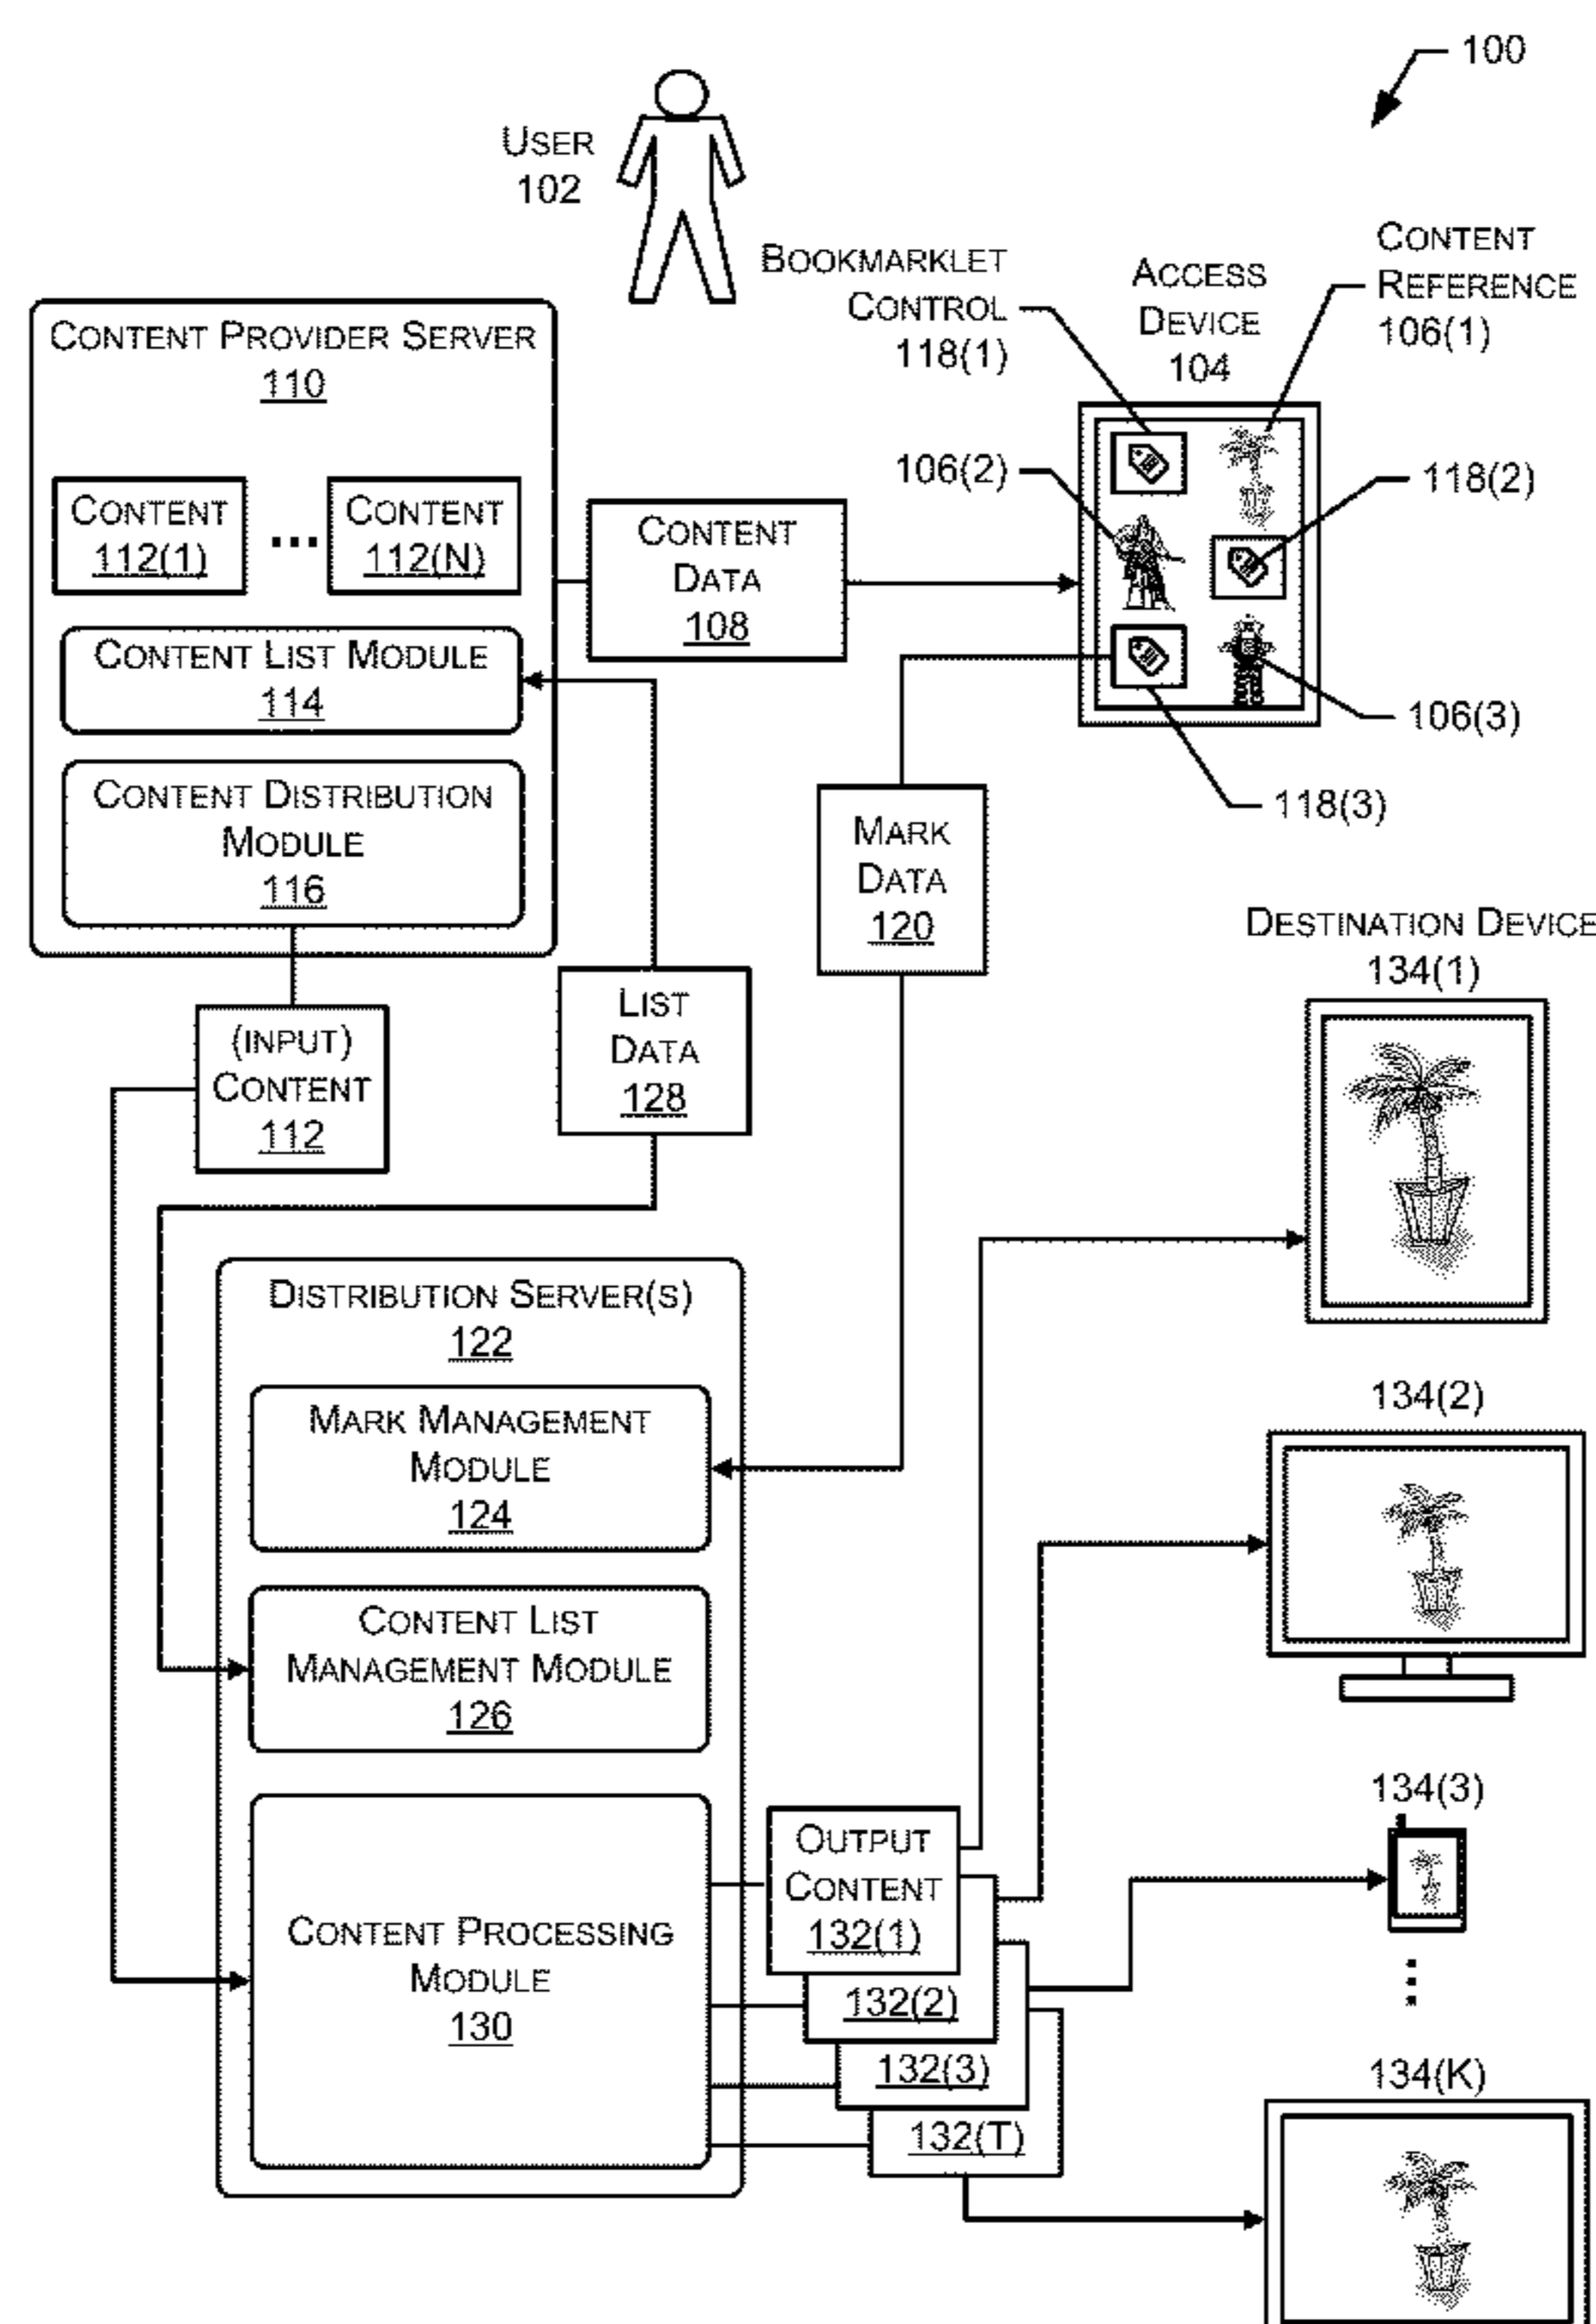 100
USER
102
BOOKMARKLET
CONTROL
118(1)
ACCESS
DEVICE
104
CONTENT
REFERENCE
106(1)
CONTENT PROVIDER SERVER
110
CONTENT
112(1)
...
CONTENT
112(N)
CONTENT LIST MODULE
114
CONTENT DISTRIBUTION
MODULE
116
CONTENT
DATA
108
106(2)
118(2)
106(3)
118(3)
MARK
DATA
120
(INPUT)
CONTENT
112
LIST
DATA
128
DESTINATION DEVICE
134(1)
DISTRIBUTION SERVER(S)
122
MARK MANAGEMENT
MODULE
124
CONTENT LIST
MANAGEMENT MODULE
126
CONTENT PROCESSING
MODULE
130
OUTPUT
CONTENT
132(1)
132(2)
132(3)
132(T)
134(2)
134(3)
134(K)